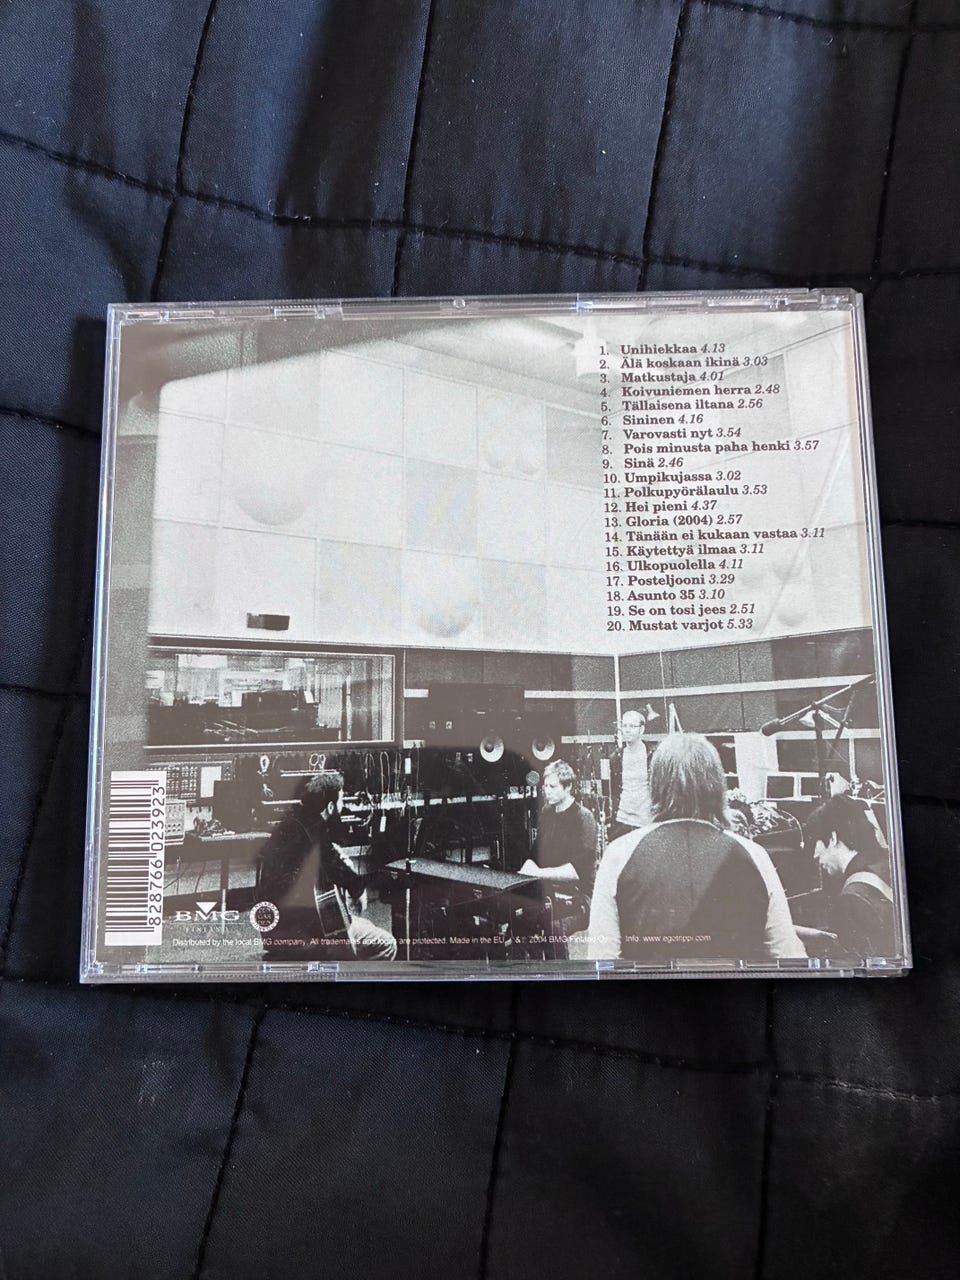 1. Unihiekkaa 4.13
2. Älä koskaan ikinä 3.03
3. Matkustaja 4.01
4. Koivuniemen herra 2.48
5. Tällaisena iltana 2.56
6. Sininen 4.16
7. Varovasti nyt 3.54
8. Pois minusta paha henki 3.57
9. Sinä 2.46
10. Umpikujassa 3.02
11. Polkupyörälaulu 3.53
12. Hei pieni 4.37
13. Gloria (2004) 2.57
14. Tänään ei kukaan vastaa 3.11
15. Käytettyä ilmaa 3.11
16. Ulkopuolella 4.11
17. Posteljooni 3.29
18. Asunto 35 3.10
19. Se on tosi jees 2.51
20. Mustat varjot 5.33
828766 023923
BMG
FINLAND
Distributed by the local BMG company. All trademarks and logos are protected. Made in the EU. & 2004 BMG Finland Info. www.egotrippi.com